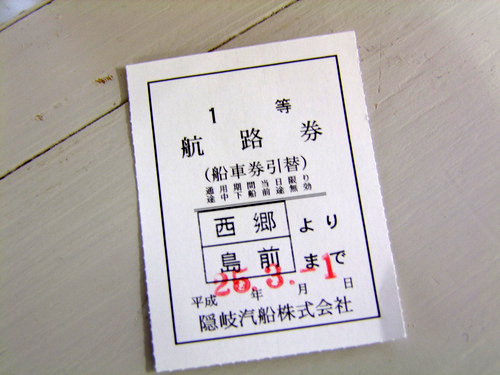 1 等
航路券
(船車券引替)
通用期間当日限り
途中下船前途無効
西郷より
島前まで
25.3.-1
平成 年 月 日
隠岐汽船株式会社